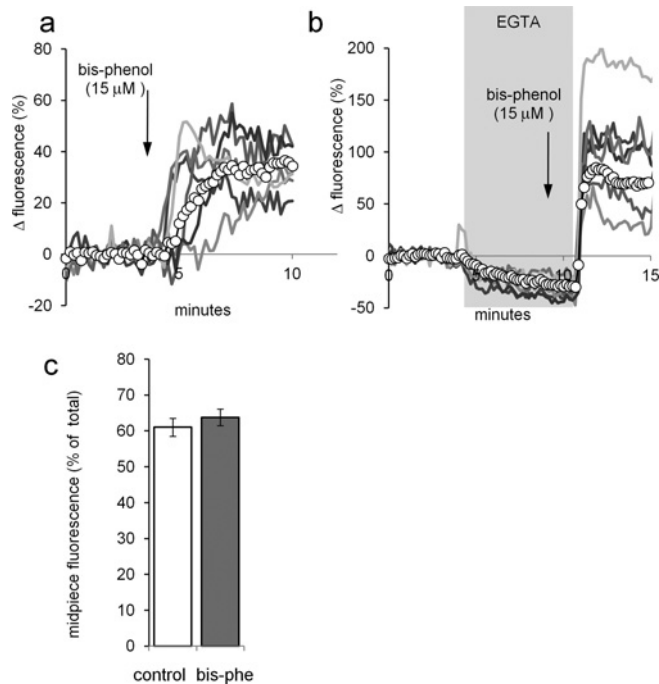 a
80
60
40
20
0
-20
Δ fluorescence (%)
bis-phenol
(15 μM )
0
5
10
minutes
b
200
150
100
50
0
-50
Δ fluorescence (%)
EGTA
bis-phenol
(15 μM )
0
5
10
15
minutes
c
80
70
60
50
40
30
20
10
0
midpiece fluorescence (% of total)
control bis-phe